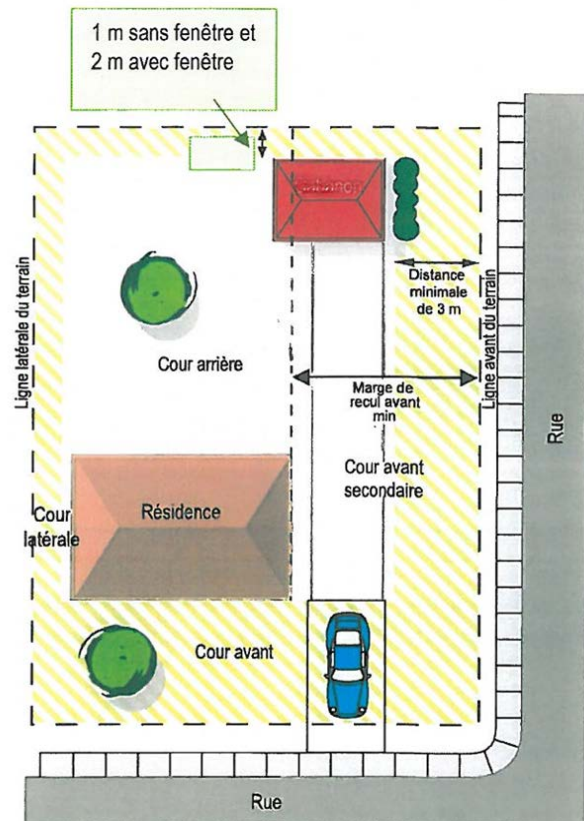 1 m sans fenêtre et
2 m avec fenêtre
Ligne latérale du terrain
Cabanon
Distance
minimale
de 3 m
Ligne avant du terrain
Cour arrière
Marge de
recul avant
min
Rue
Cour avant
secondaire
Cour
latérale
Résidence
Cour avant
Rue